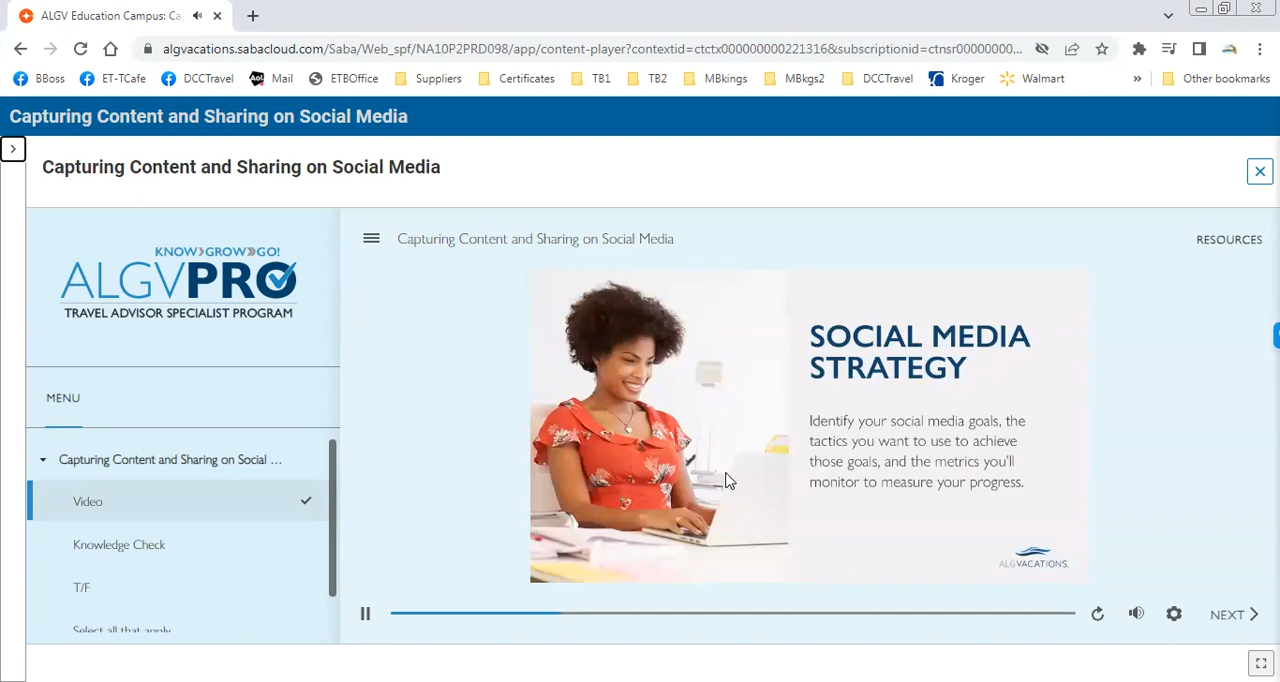 ALGV Education Campus: Ca
algvacations.sabacloud.com/Saba/Web_spf/NA10P2PRD098/app/content-player?contextid=ctctx000000000221316&subscriptionid=ctnsr00000000...
BBoss ET-TCafe DCCTravel Aol. Mail ETBOffice Suppliers Certificates TB1 TB2 MBkings MBkgs2 DCCTravel Kroger Walmart » Other bookmarks
Capturing Content and Sharing on Social Media
Capturing Content and Sharing on Social Media
KNOW GROW GO!
ALGVPRO
TRAVEL ADVISOR SPECIALIST PROGRAM
MENU
Capturing Content and Sharing on Social ...
Video
Knowledge Check
T/F
Select all that apply
Capturing Content and Sharing on Social Media
RESOURCES
SOCIAL MEDIA
STRATEGY
Identify your social media goals, the
tactics you want to use to achieve
those goals, and the metrics you'll
monitor to measure your progress.
ALGVACATIONS.
NEXT